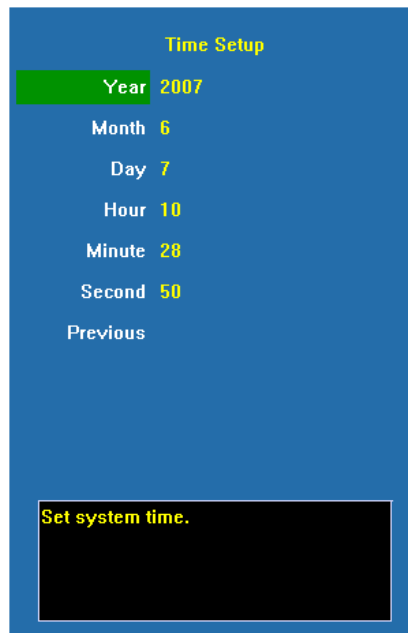 Time Setup
Year 2007
Month 6
Day 7
Hour 10
Minute 28
Second 50
Previous
Set system time.